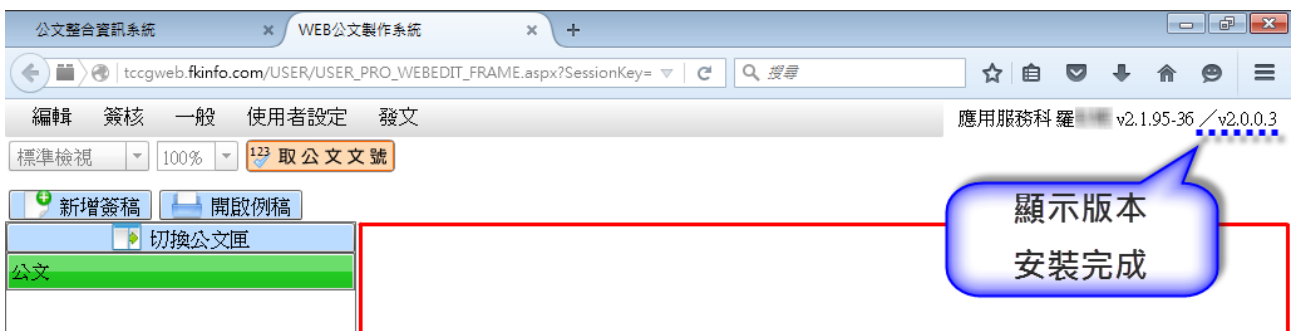 公文整合資訊系統 × WEB公文製作系統 × +
tccgweb.fkinfo.com/USER/USER_PRO_WEBEDIT_FRAME.aspx?SessionKey= 搜尋
編輯 簽核 一般 使用者設定 發文 應用服務科 羅 v2.1.95-36 ／v2.0.0.3
標準檢視 100% 123 取公文文號
新增簽稿 開啟例稿
切換公文匣
公文
顯示版本
安裝完成